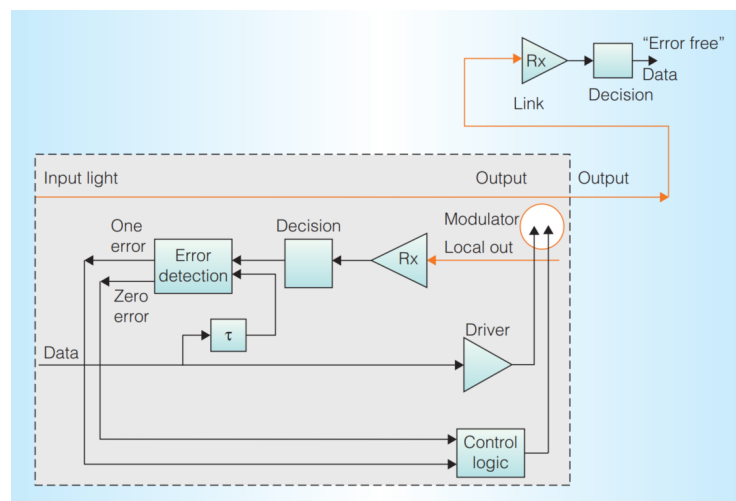 “Error free”
Rx
Data
Link
Decision
Input light
Output
Output
One
error
Decision
Modulator
Error
detection
Rx
Local out
Zero
error
τ
Driver
Data
Control
logic